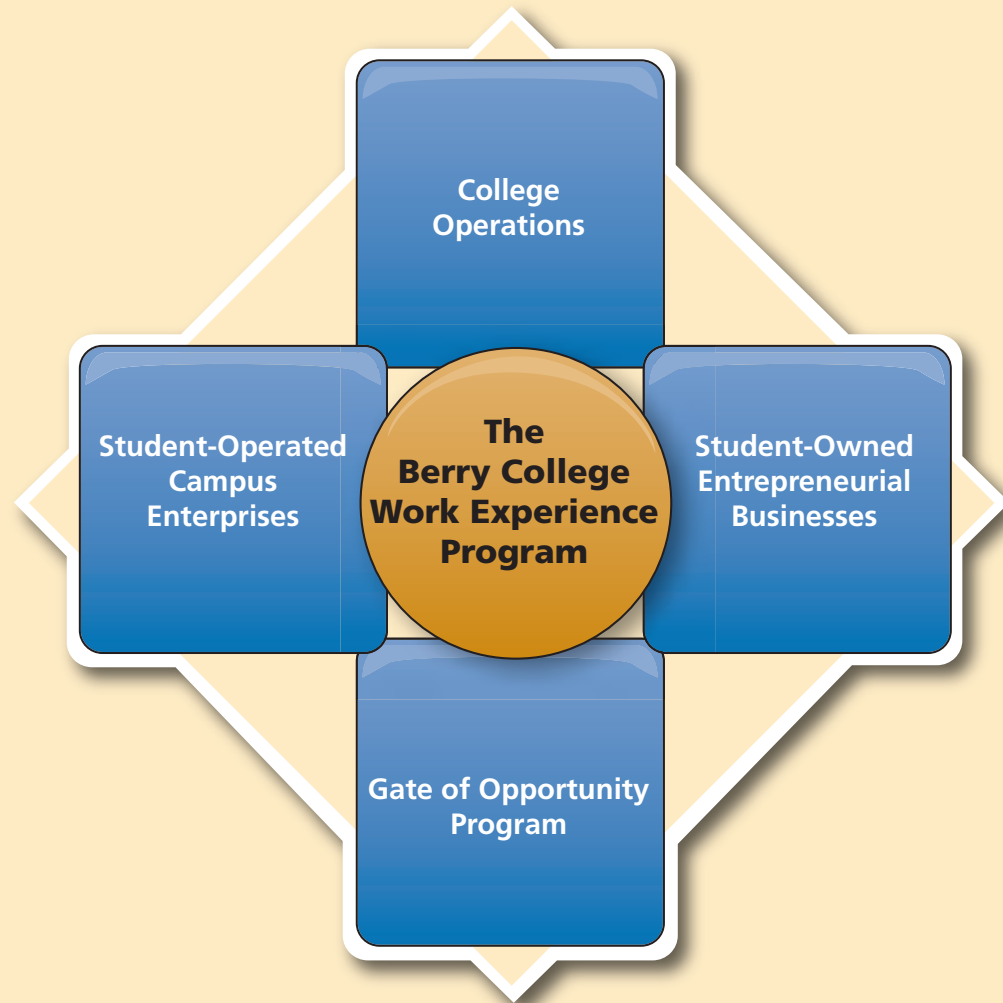 College
Operations
Student-Operated
Campus
Enterprises
The
Berry College
Work Experience
Program
Student-Owned
Entrepreneurial
Businesses
Gate of Opportunity
Program